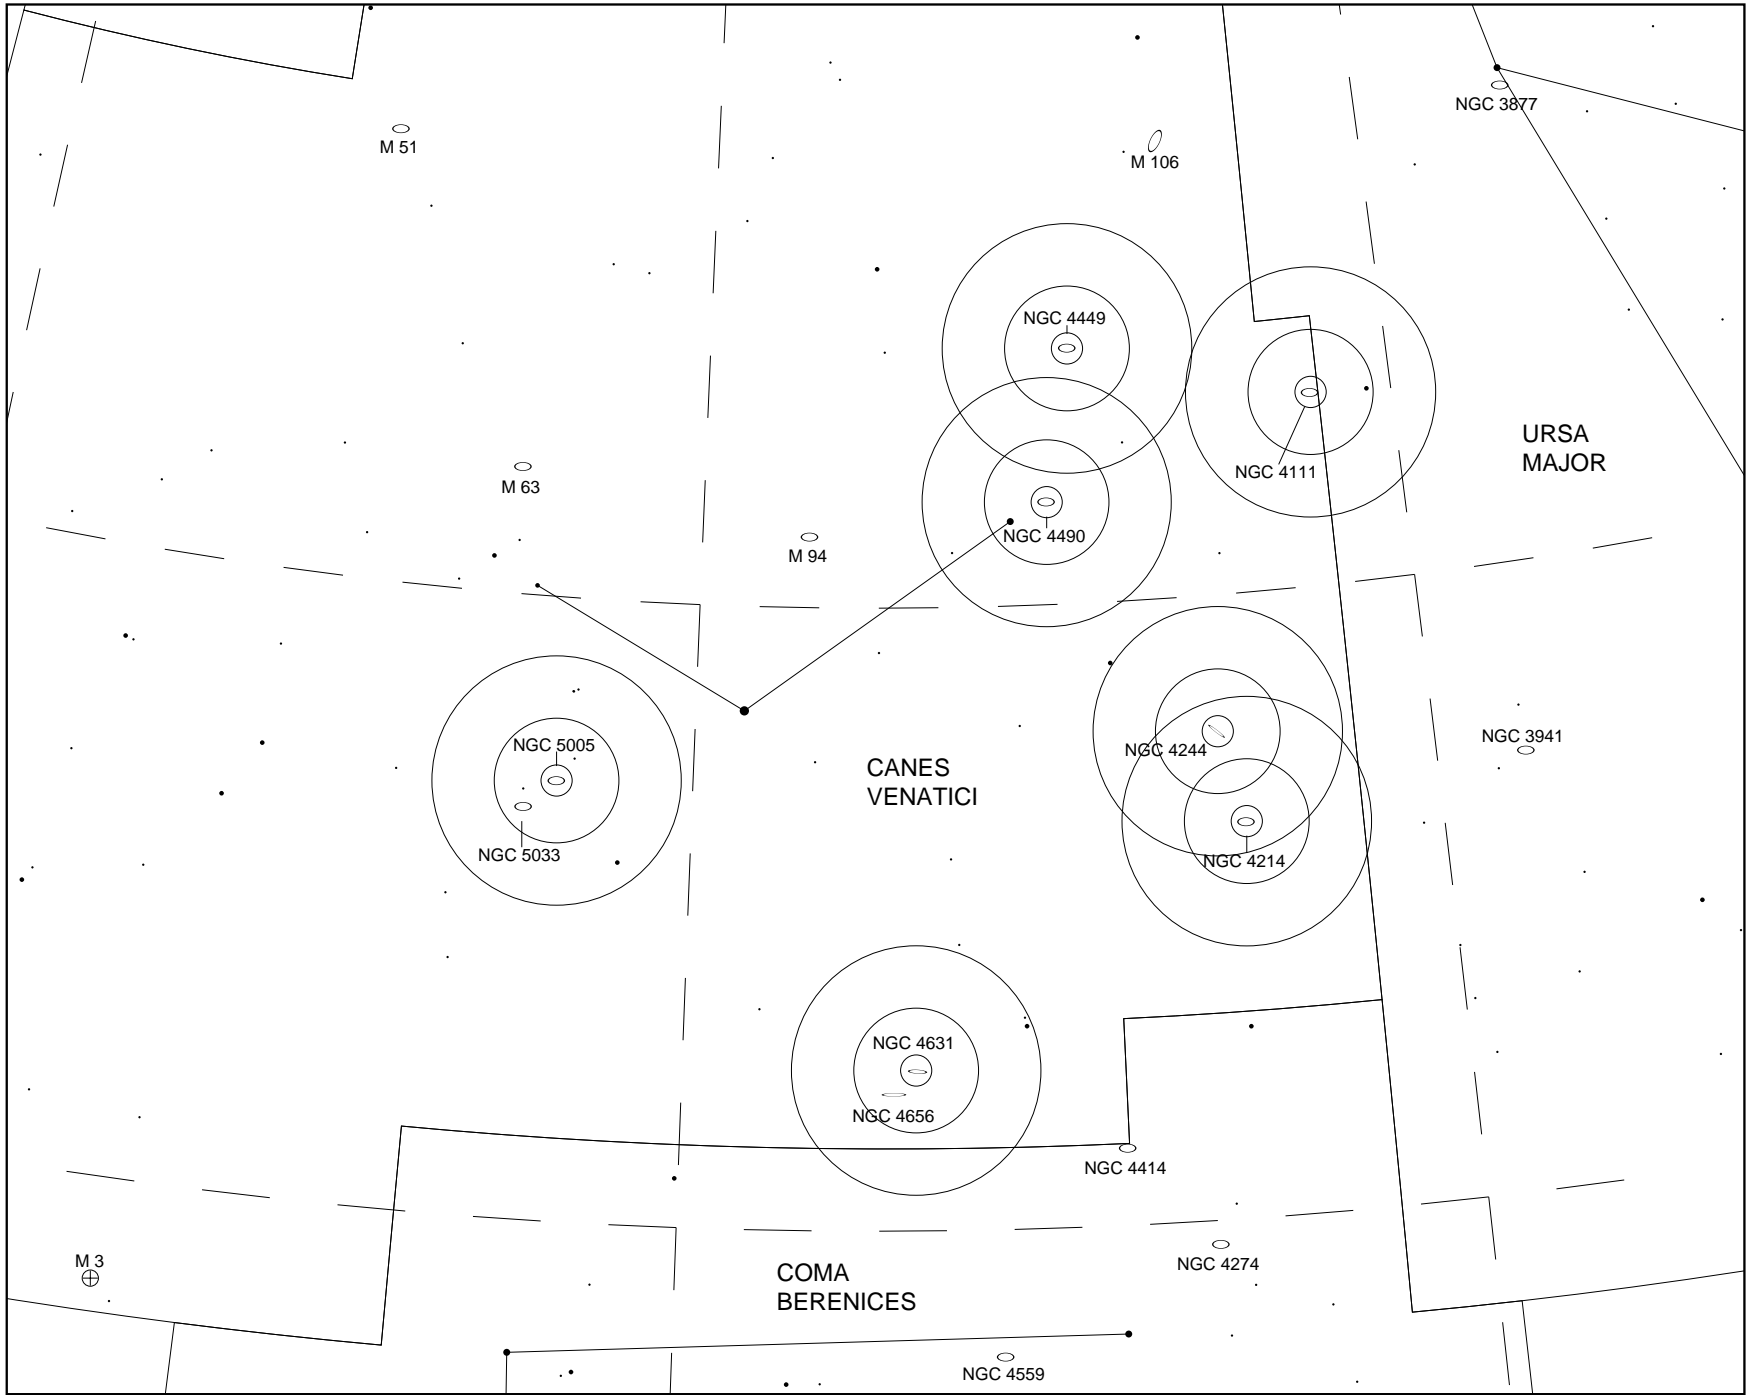 NGC 3877
M 51
M 106
NGC 4449
URSA
MAJOR
NGC 4111
M 63
NGC 4490
M 94
NGC 3941
NGC 5005
NGC 4244
CANES
VENATICI
NGC 5033
NGC 4214
NGC 4631
NGC 4656
NGC 4414
M 3
NGC 4274
COMA
BERENICES
NGC 4559